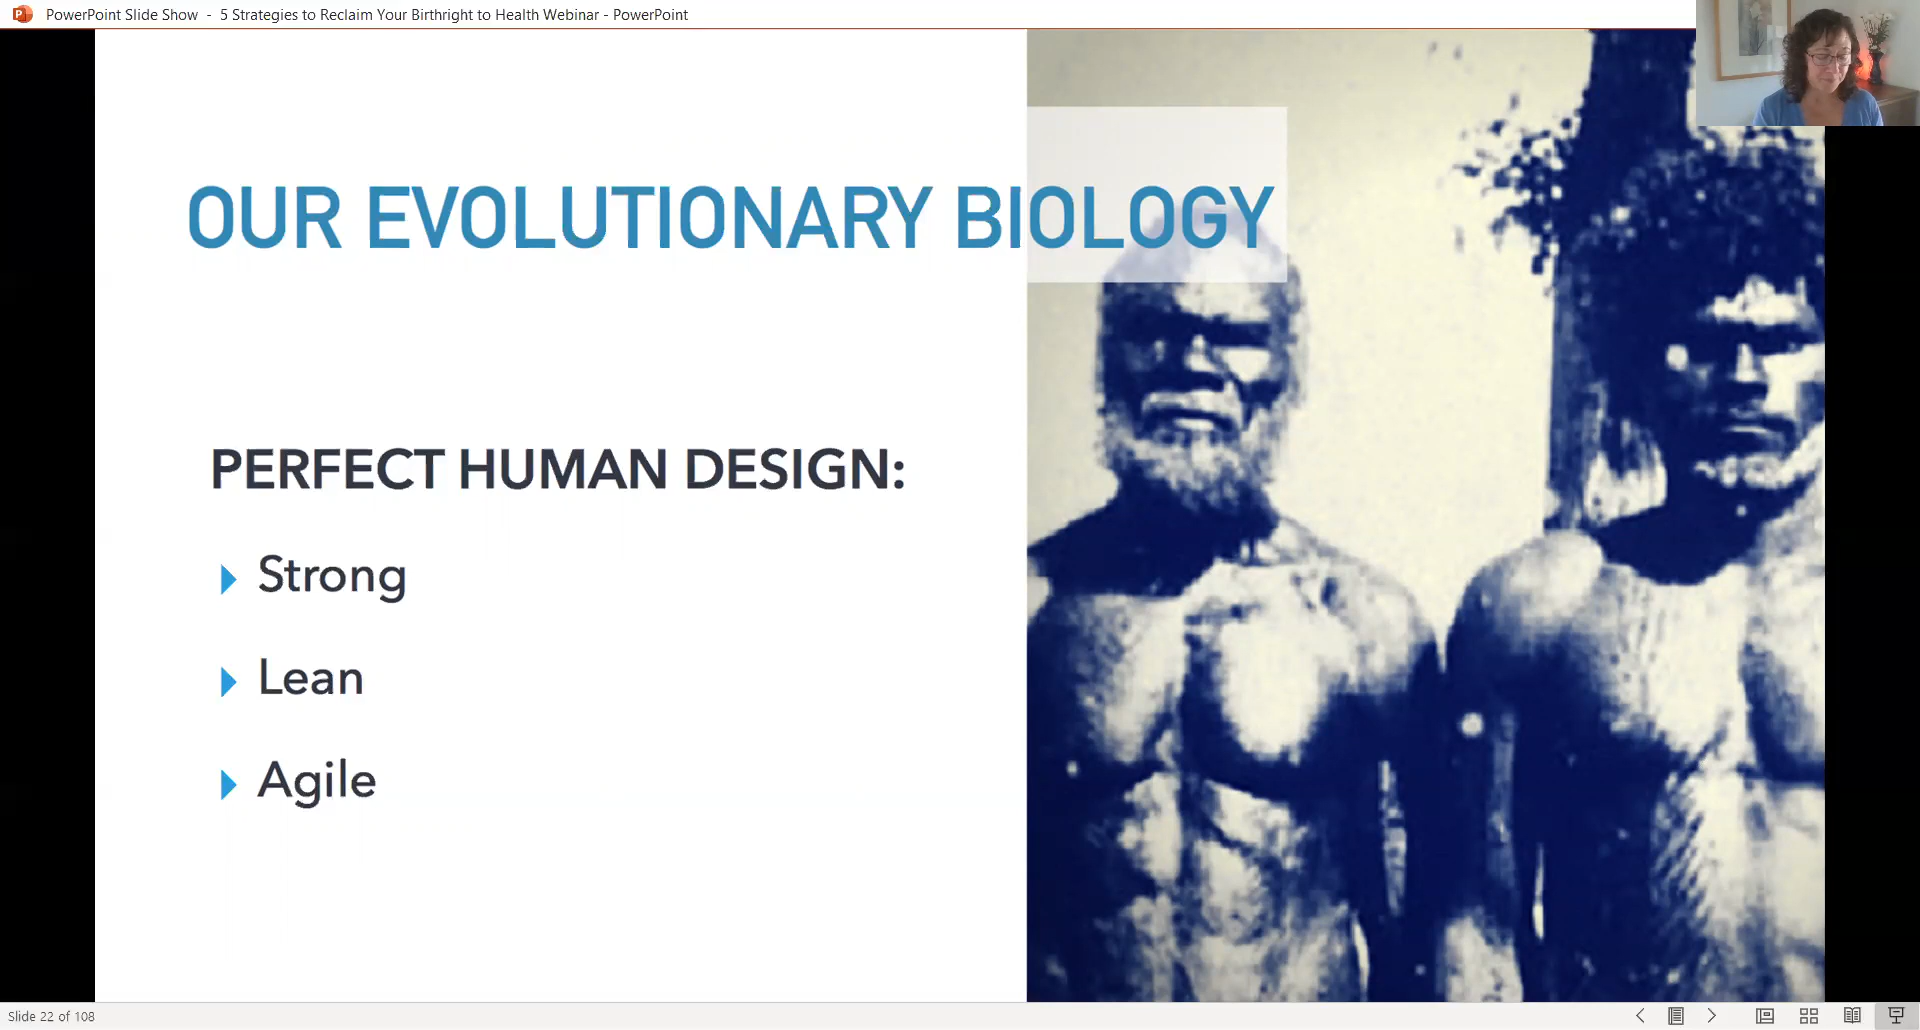 PowerPoint Slide Show - 5 Strategies to Reclaim Your Birthright to Health Webinar - PowerPoint
OUR EVOLUTIONARY BIOLOGY
PERFECT HUMAN DESIGN:
Strong
Lean
Agile
Slide 22 of 108